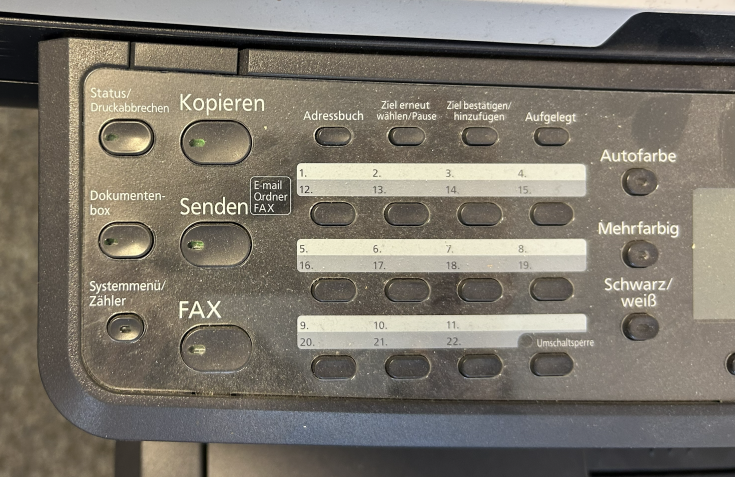 Status/
Druckabbrechen
Kopieren
Adressbuch
Ziel erneut
wählen/Pause
Ziel bestätigen/
hinzufügen
Aufgelegt
Autofarbe
1. 2. 3. 4.
12. 13. 14. 15.
Dokumenten-
box
Senden
E-mail
Ordner
FAX
Mehrfarbig
5. 6. 7. 8.
16. 17. 18. 19.
Systemmenü/
Zähler
FAX
Schwarz/
weiß
9. 10. 11.
20. 21. 22. Umschaltsperre